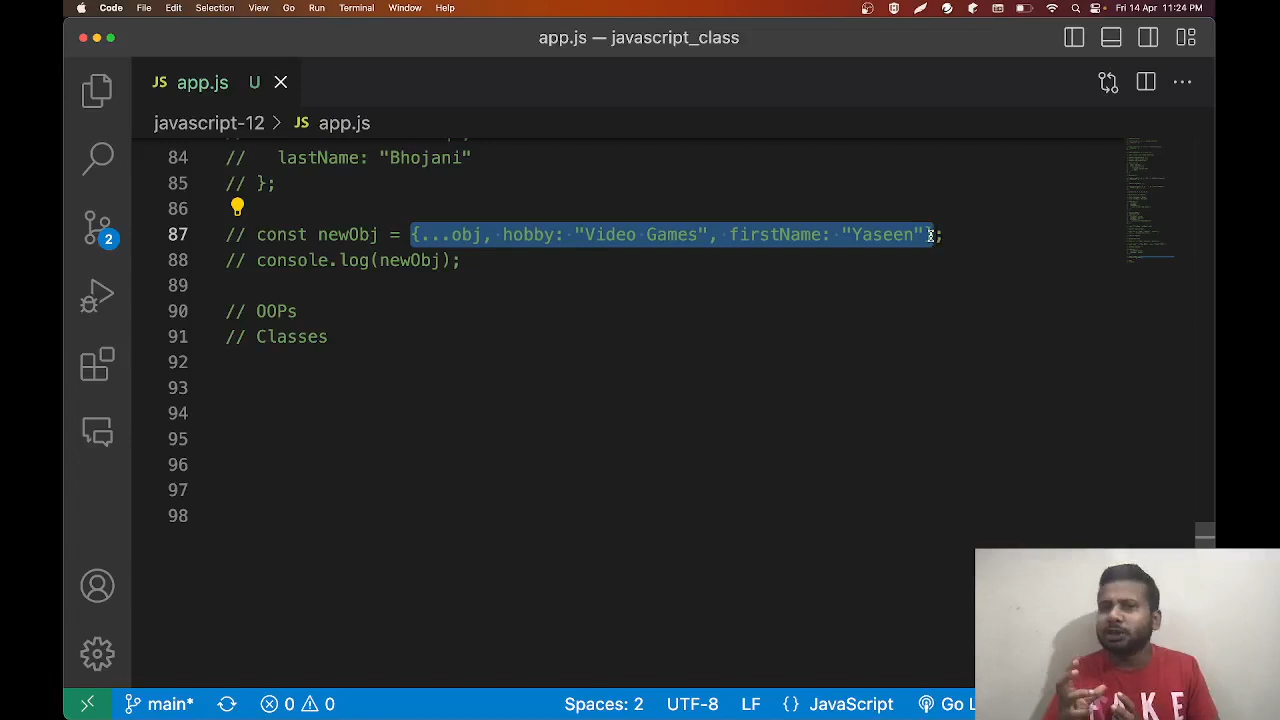 Code File Edit Selection View Go Run Terminal Window Help Fri 14 Apr 11:24 PM
app.js — javascript_class
JS app.js U
javascript-12 > JS app.js
84 // lastName: "Bhojani"
85 // };
86
87 // const newObj = {...obj, hobby: "Video Games", firstName: "Yaseen"};
88 // console.log(newObj);
89
90 // OOPs
91 // Classes
92
93
94
95
96
97
98
2
main* 0 0 Spaces: 2 UTF-8 LF {} JavaScript Go L